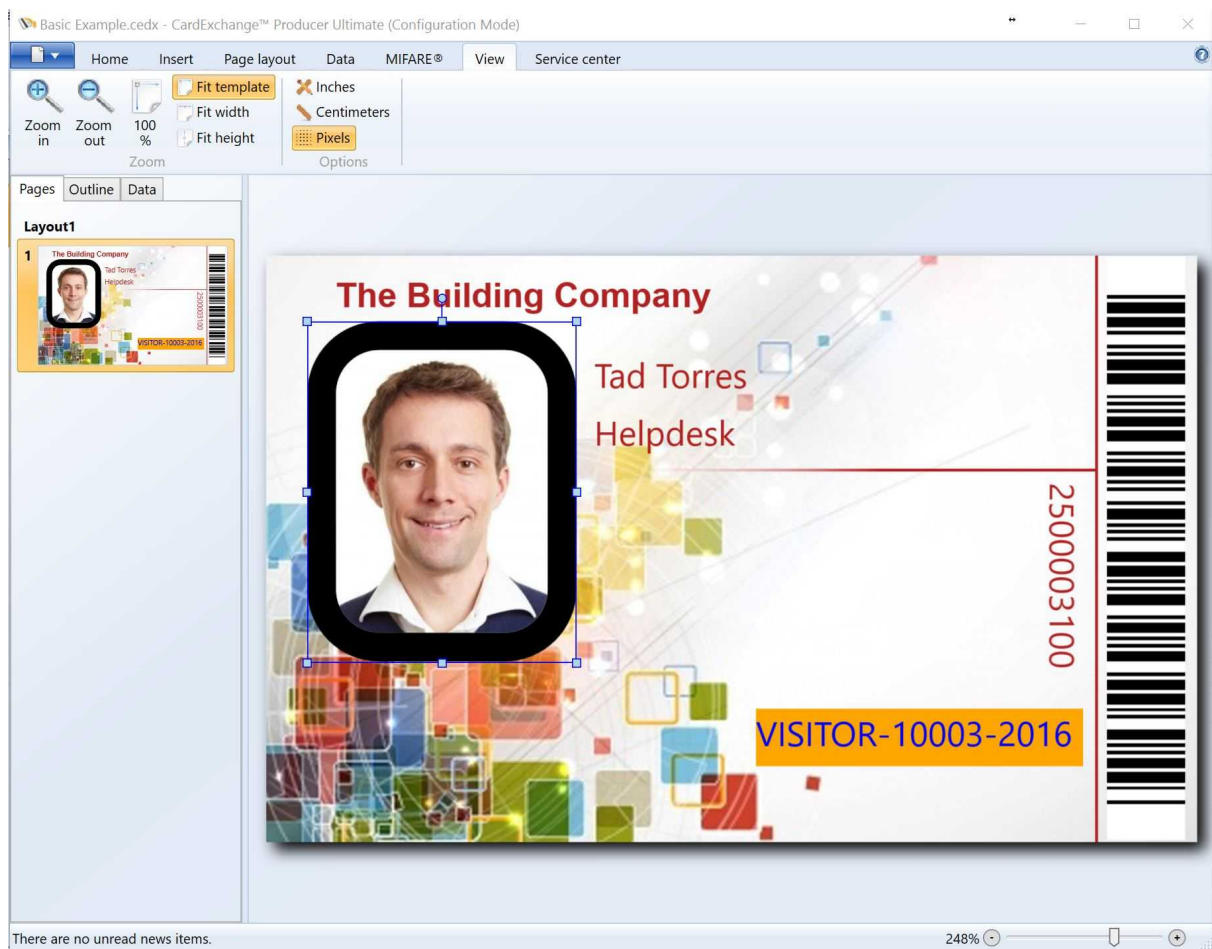 Basic Example.cedx - CardExchange™ Producer Ultimate (Configuration Mode)
Home Insert Page layout Data MIFARE® View Service center
Zoom in
Zoom out
100 %
Fit template
Fit width
Fit height
Zoom
Inches
Centimeters
Pixels
Options
Pages Outline Data
Layout1
1
The Building Company
Tad Torres
Helpdesk
2500003100
VISITOR-10003-2016
The Building Company
Tad Torres
Helpdesk
2500003100
VISITOR-10003-2016
There are no unread news items.
248%